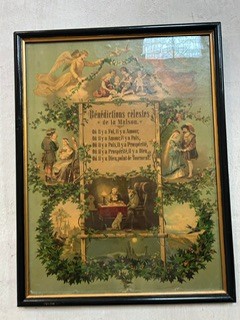 Bénédictions célestes
de la Maison.
Où il y a Foi, il y a Amour;
Où il y a Amour, il y a Paix;
Où il y a Paix, il y a Prospérité;
Où il y a Prospérité, il y a Dieu;
Où il y a Dieu, point de Tourment!